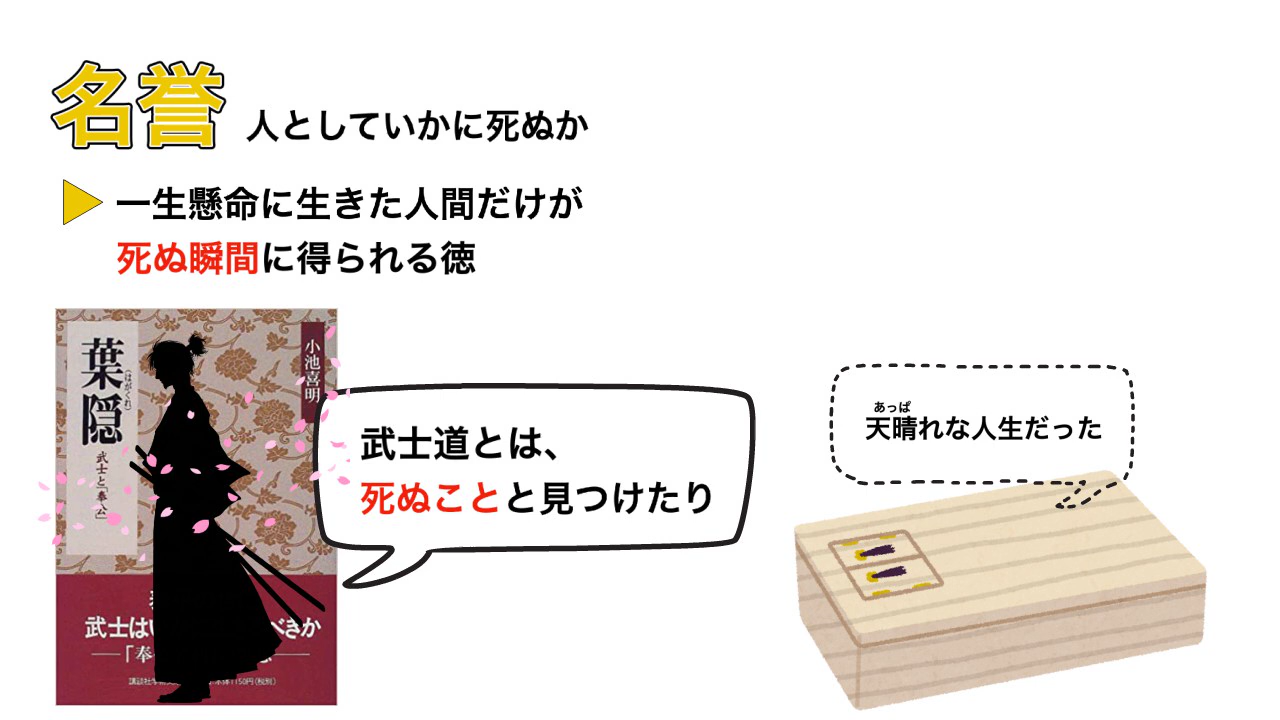 名誉 人としていかに死ぬか
一生懸命に生きた人間だけが
死ぬ瞬間に得られる徳
葉隠
(はがくれ)
武士と「奉公」
小池喜明
武士は
べきか
「奉
武士道とは、
死ぬことと見つけたり
あっぱ
天晴れな人生だった